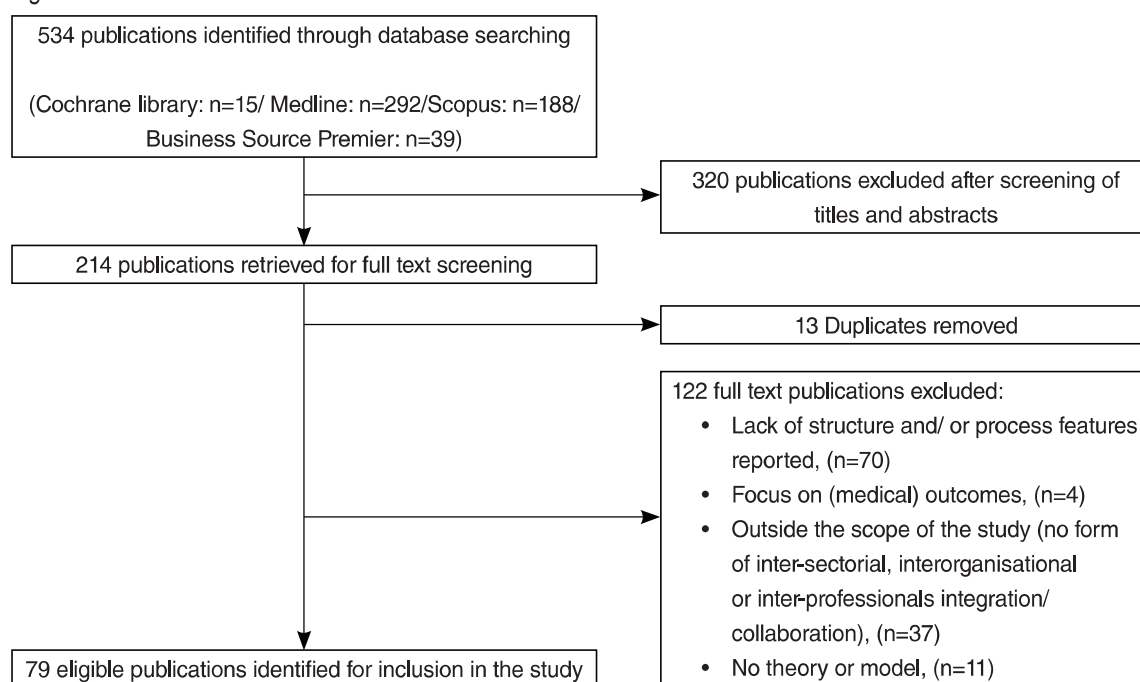 534 publications identified through database searching
(Cochrane library: n=15/ Medline: n=292/Scopus: n=188/
Business Source Premier: n=39)
320 publications excluded after screening of
titles and abstracts
214 publications retrieved for full text screening
13 Duplicates removed
122 full text publications excluded:
• Lack of structure and/ or process features
reported, (n=70)
• Focus on (medical) outcomes, (n=4)
• Outside the scope of the study (no form
of inter-sectorial, interorganisational
or inter-professionals integration/
collaboration), (n=37)
• No theory or model, (n=11)
79 eligible publications identified for inclusion in the study